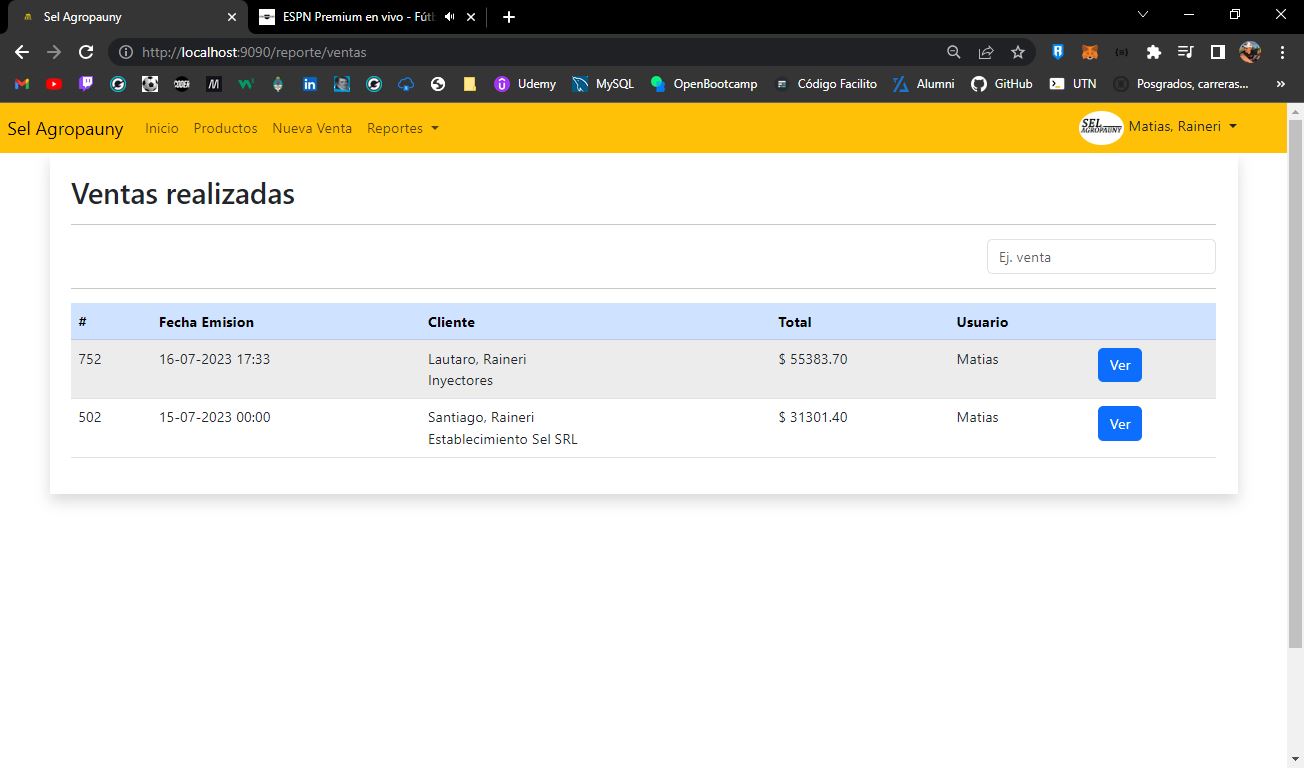 Sel Agropauny
ESPN Premium en vivo - Fút
http://localhost:9090/reporte/ventas
Udemy MySQL OpenBootcamp Código Facilito Alumni GitHub UTN Posgrados, carreras... »
Sel Agropauny Inicio Productos Nueva Venta Reportes SEL AGROPAUNY Matias, Raineri
Ventas realizadas
Ej. venta
# Fecha Emision Cliente Total Usuario
752 16-07-2023 17:33 Lautaro, Raineri $ 55383.70 Matias Ver
Inyectores
502 15-07-2023 00:00 Santiago, Raineri $ 31301.40 Matias Ver
Establecimiento Sel SRL